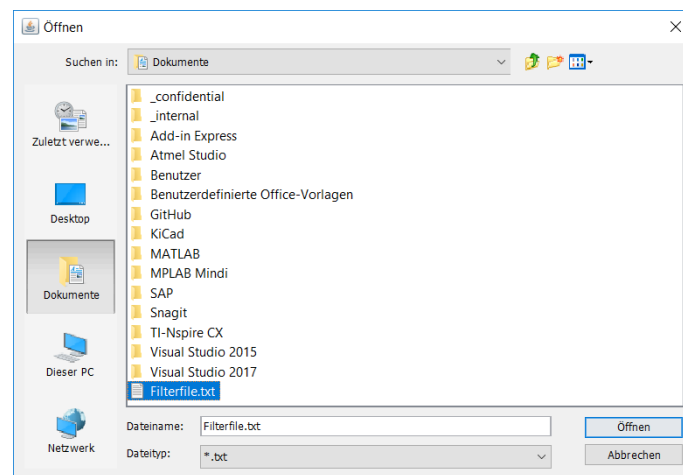 Öffnen
Suchen in: Dokumente
_confidential
_internal
Add-in Express
Atmel Studio
Benutzer
Benutzerdefinierte Office-Vorlagen
GitHub
KiCad
MATLAB
MPLAB Mindi
SAP
Snagit
TI-Nspire CX
Visual Studio 2015
Visual Studio 2017
Filterfile.txt
Zuletzt verwe...
Desktop
Dokumente
Dieser PC
Netzwerk
Dateiname: Filterfile.txt Öffnen
Dateityp: *.txt Abbrechen